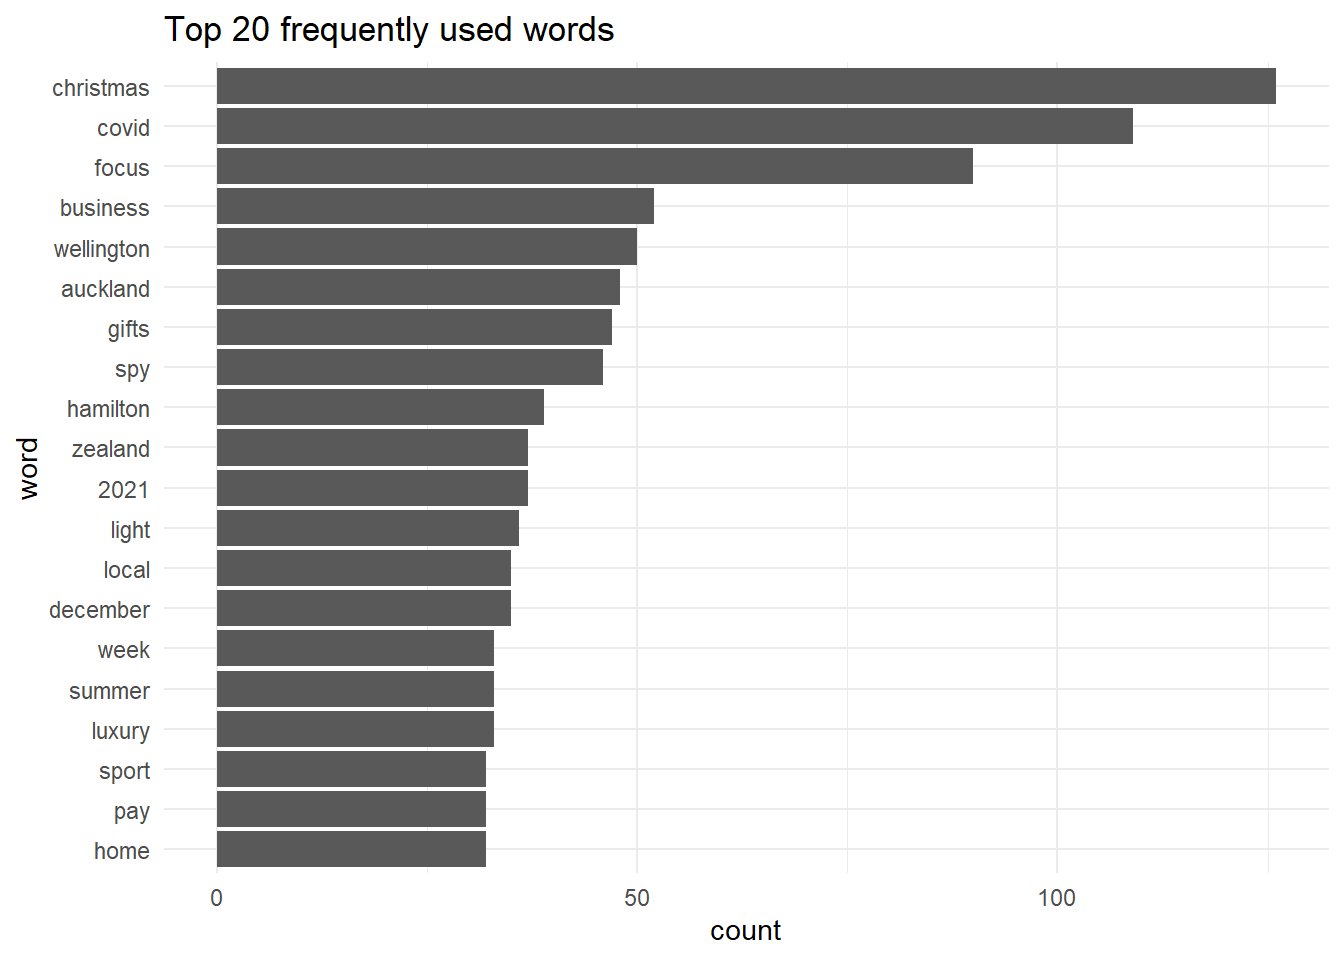 Top 20 frequently used words
christmas
covid
focus
business
wellington
auckland
gifts
spy
hamilton
zealand
2021
light
local
december
week
summer
luxury
sport
pay
home
word
0 50 100
count